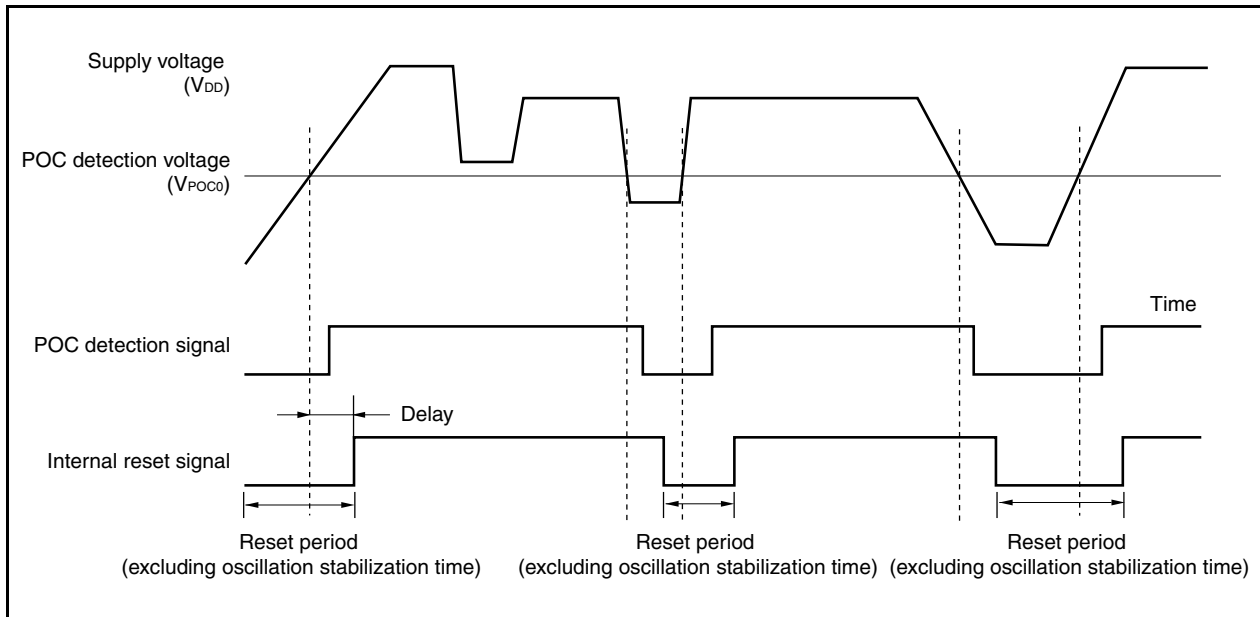 Supply voltage
(VDD)
POC detection voltage
(VPOC0)
Time
POC detection signal
Delay
Internal reset signal
Reset period
(excluding oscillation stabilization time)
Reset period
(excluding oscillation stabilization time)
Reset period
(excluding oscillation stabilization time)